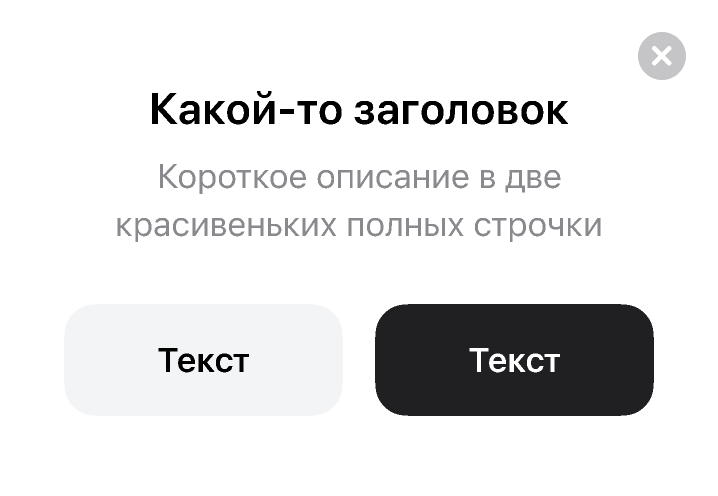 Какой-то заголовок
Короткое описание в две
красивеньких полных строчки
Текст
Текст